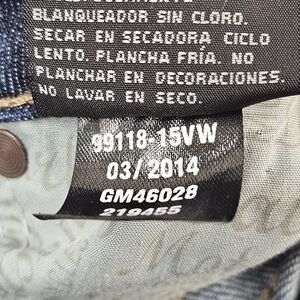 BLANQUEADOR SIN CLORO.
SECAR EN SECADORA CICLO
LENTO. PLANCHA FRÍA. NO
PLANCHAR EN DECORACIONES.
NO LAVAR EN SECO.
99118-15VW
03/2014
GM46028
219455